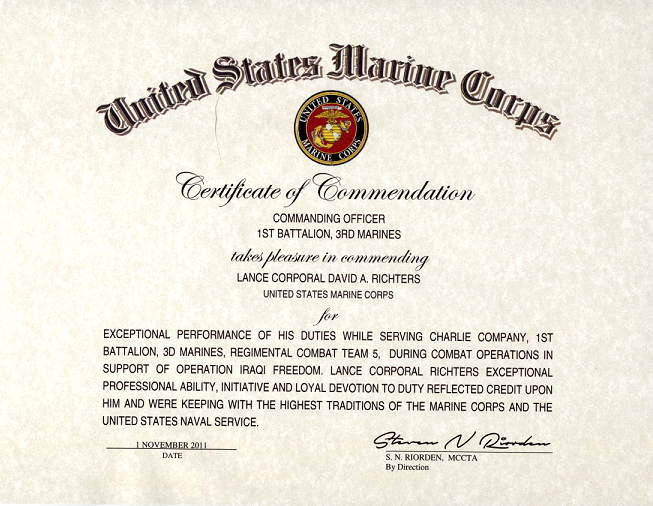 United States Marine Corps
UNITED STATES
MARINE CORPS
Certificate of Commendation
COMMANDING OFFICER
1ST BATTALION, 3RD MARINES
takes pleasure in commending
LANCE CORPORAL DAVID A. RICHTERS
UNITED STATES MARINE CORPS
for
EXCEPTIONAL PERFORMANCE OF HIS DUTIES WHILE SERVING CHARLIE COMPANY, 1ST
BATTALION, 3D MARINES, REGIMENTAL COMBAT TEAM 5, DURING COMBAT OPERATIONS IN
SUPPORT OF OPERATION IRAQI FREEDOM. LANCE CORPORAL RICHTERS EXCEPTIONAL
PROFESSIONAL ABILITY, INITIATIVE AND LOYAL DEVOTION TO DUTY REFLECTED CREDIT UPON
HIM AND WERE KEEPING WITH THE HIGHEST TRADITIONS OF THE MARINE CORPS AND THE
UNITED STATES NAVAL SERVICE.
1 NOVEMBER 2011
DATE
Steven N Riorden
S. N. RIORDEN, MCCTA
By Direction